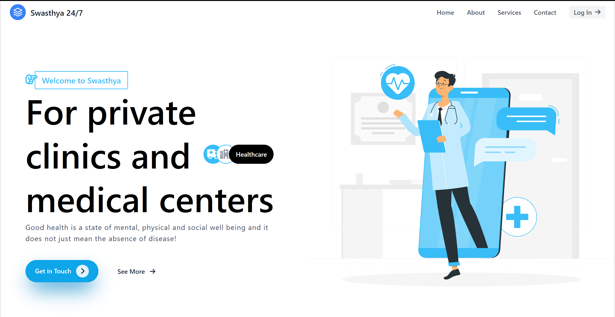 Swasthya 24/7
Home About Services Contact Log In
Welcome to Swasthya
For private
clinics and
Healthcare
medical centers
Good health is a state of mental, physical and social well being and it
does not just mean the absence of disease!
Get in Touch See More